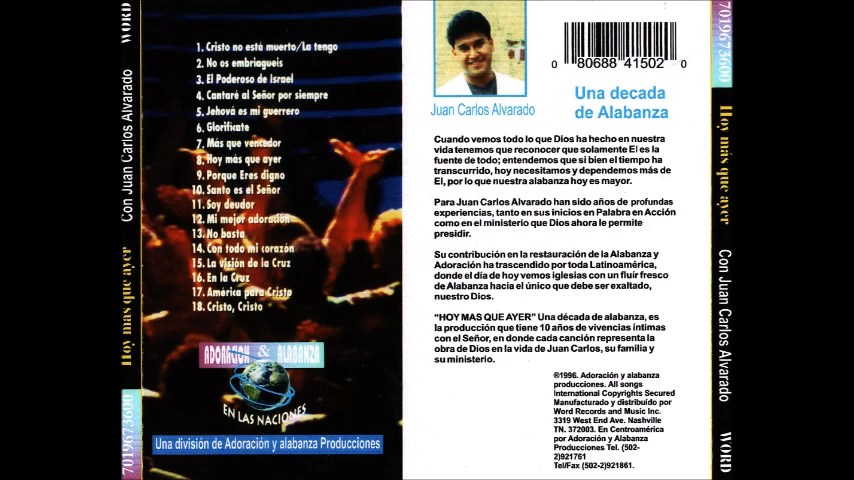 WORD
Con Juan Carlos Alvarado
Hoy más que ayer
7019673600
1. Cristo no está muerto/La tengo
2. No os embriagueis
3. El Poderoso de Israel
4. Cantaré al Señor por siempre
5. Jehová es mi guerrero
6. Glorifícate
7. Más que vencedor
8. Hoy más que ayer
9. Porque Eres digno
10. Santo es el Señor
11. Soy deudor
12. Mi mejor adoración
13. No basta
14. Con todo mi corazón
15. La visión de la Cruz
16. En la Cruz
17. América para Cristo
18. Cristo, Cristo
ADORACION & ALABANZA
EN LAS NACIONES
Una división de Adoración y alabanza Producciones
Juan Carlos Alvarado
0 80688 41502 0
Una decada
de Alabanza
Cuando vemos todo lo que Dios ha hecho en nuestra
vida tenemos que reconocer que solamente El es la
fuente de todo; entendemos que si bien el tiempo ha
transcurrido, hoy necesitamos y dependemos más de
El, por lo que nuestra alabanza hoy es mayor.
Para Juan Carlos Alvarado han sido años de profundas
experiencias, tanto en sus inicios en Palabra en Acción
como en el ministerio que Dios ahora le permite
presidir.
Su contribución en la restauración de la Alabanza y
Adoración ha trascendido por toda Latinoamérica,
donde el día de hoy vemos iglesias con un fluír fresco
de Alabanza hacia el único que debe ser exaltado,
nuestro Dios.
“HOY MAS QUE AYER” Una década de alabanza, es
la producción que tiene 10 años de vivencias íntimas
con el Señor, en donde cada canción representa la
obra de Dios en la vida de Juan Carlos, su familia y
su ministerio.
®1996. Adoración y alabanza
producciones. All songs
International Copyrights Secured
Manufacturado y distribuído por
Word Records and Music Inc.
3319 West End Ave. Nashville
TN. 372003. En Centroamérica
por Adoración y Alabanza
Producciones Tel. (502-
2)921761
Tel/Fax (502-2)921861.
7019673600
Hoy más que ayer
Con Juan Carlos Alvarado
WORD